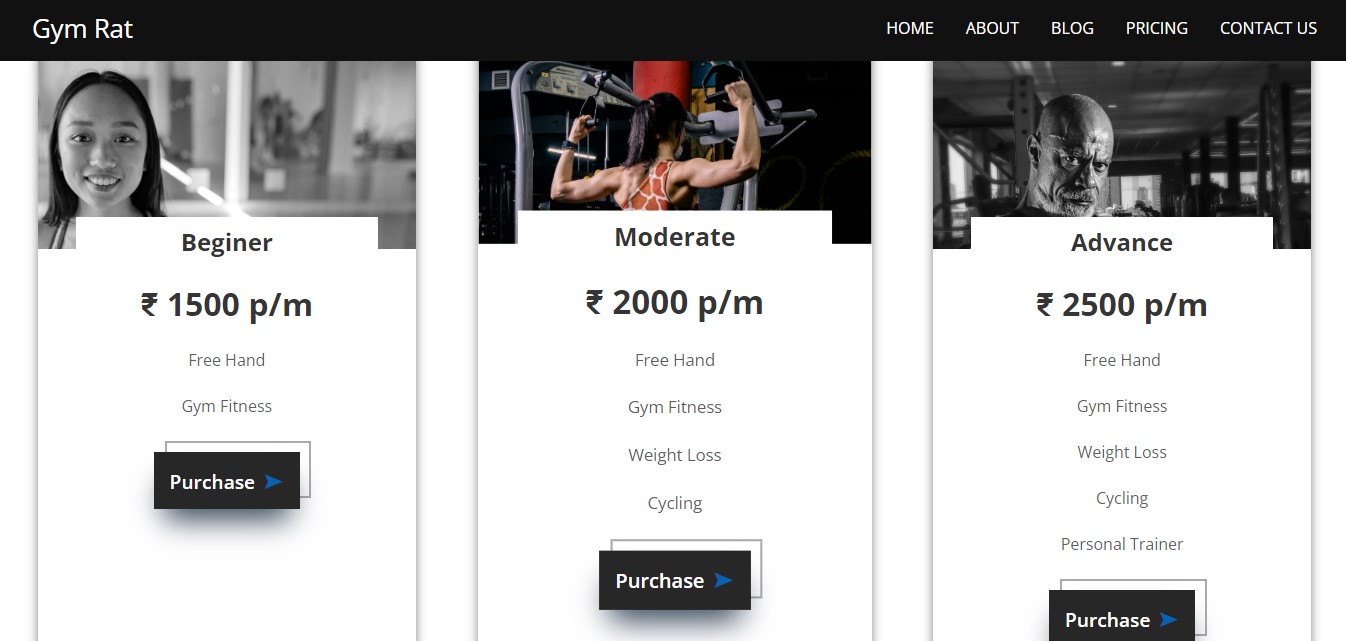 Gym Rat
HOME ABOUT BLOG PRICING CONTACT US
Beginer
₹ 1500 p/m
Free Hand
Gym Fitness
Purchase
Moderate
₹ 2000 p/m
Free Hand
Gym Fitness
Weight Loss
Cycling
Purchase
Advance
₹ 2500 p/m
Free Hand
Gym Fitness
Weight Loss
Cycling
Personal Trainer
Purchase